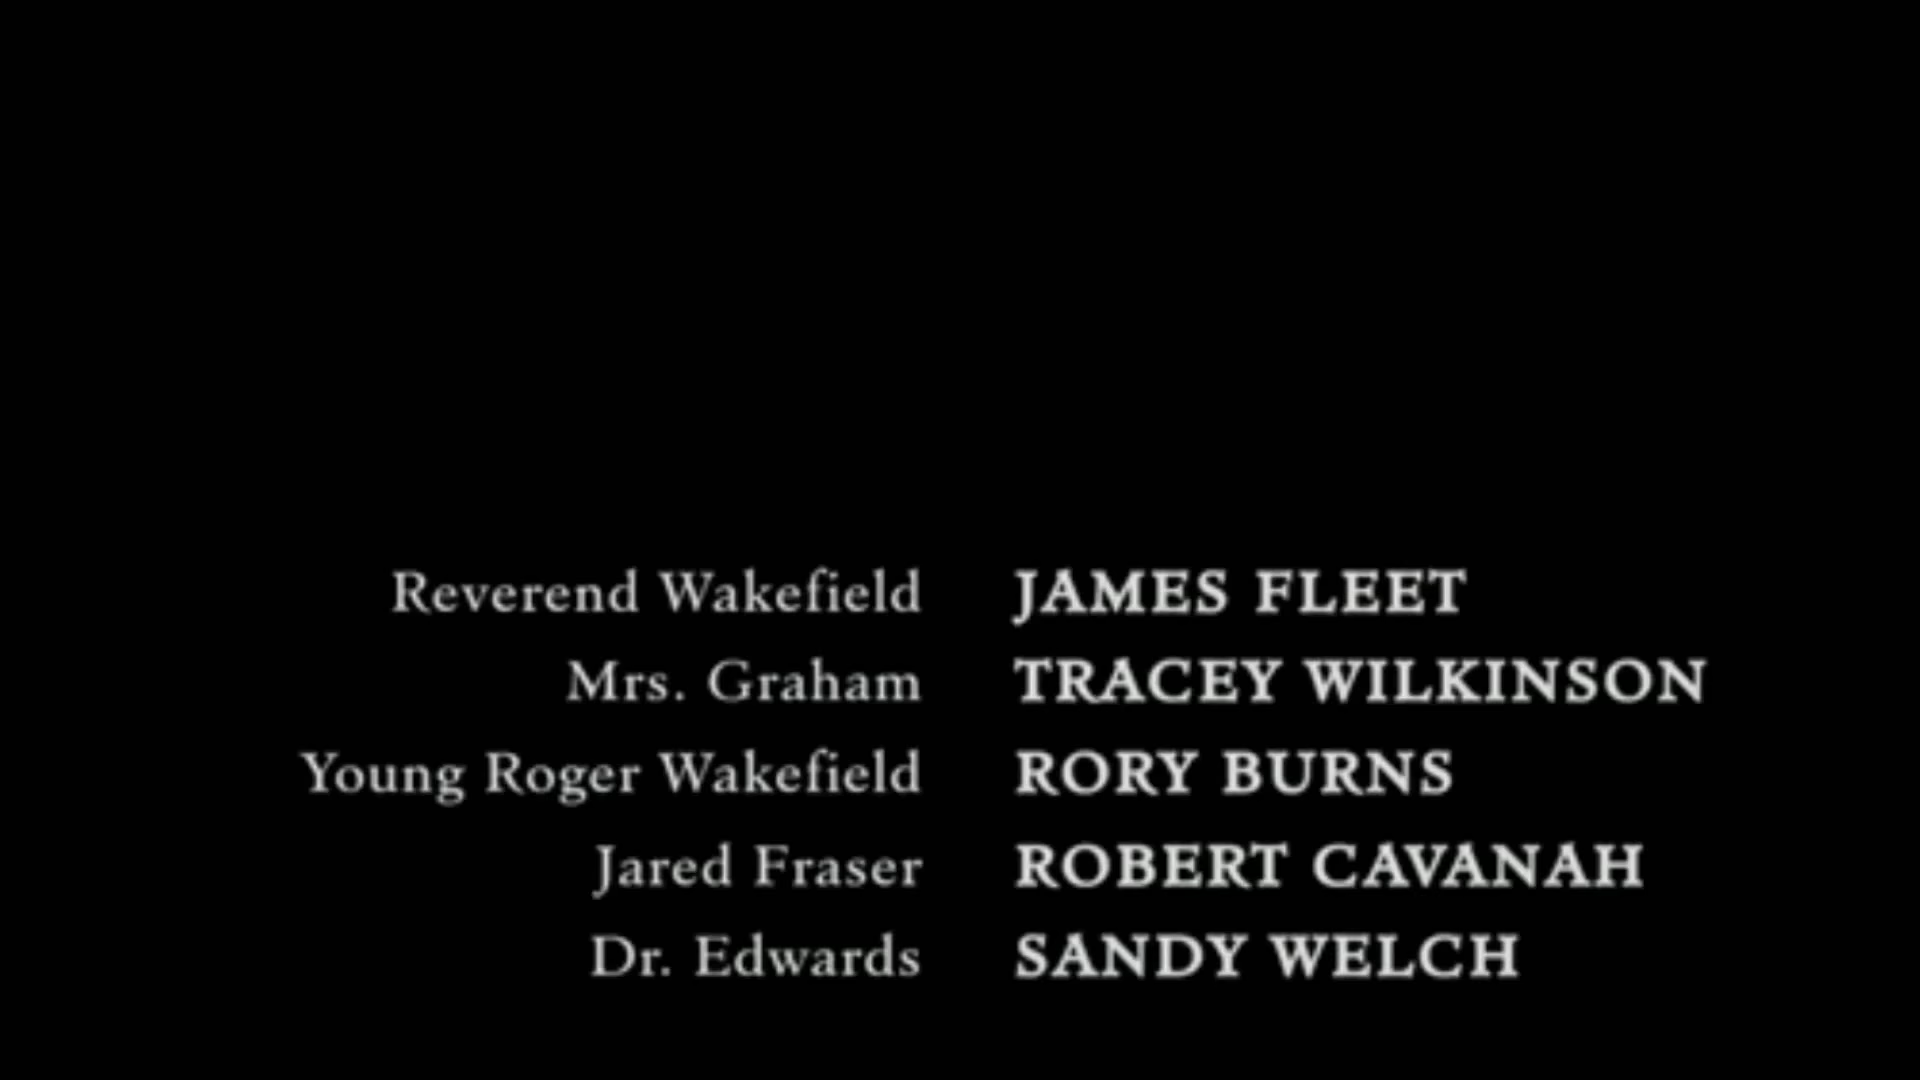 Reverend Wakefield JAMES FLEET
Mrs. Graham TRACEY WILKINSON
Young Roger Wakefield RORY BURNS
Jared Fraser ROBERT CAVANAH
Dr. Edwards SANDY WELCH